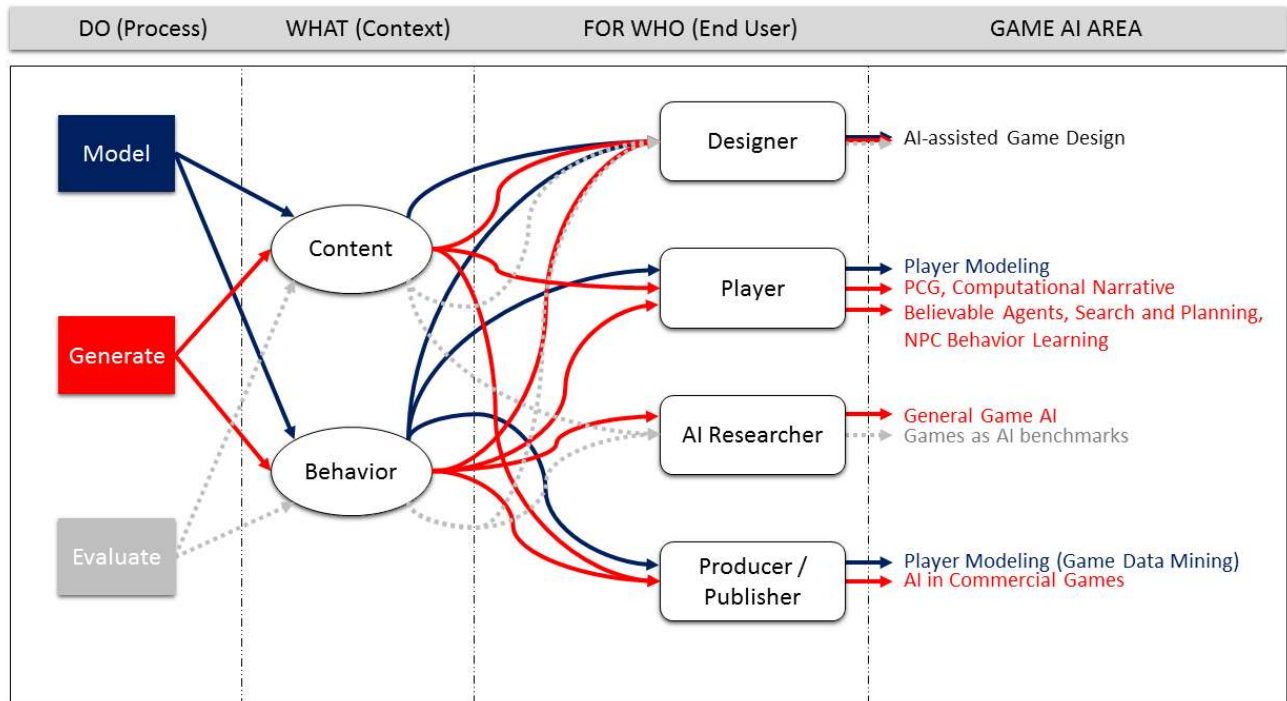 DO (Process)
WHAT (Context)
FOR WHO (End User)
GAME AI AREA
Model
Generate
Evaluate
Content
Behavior
Designer
Player
AI Researcher
Producer /
Publisher
AI-assisted Game Design
Player Modeling
PCG, Computational Narrative
Believable Agents, Search and Planning,
NPC Behavior Learning
General Game AI
Games as AI benchmarks
Player Modeling (Game Data Mining)
AI in Commercial Games